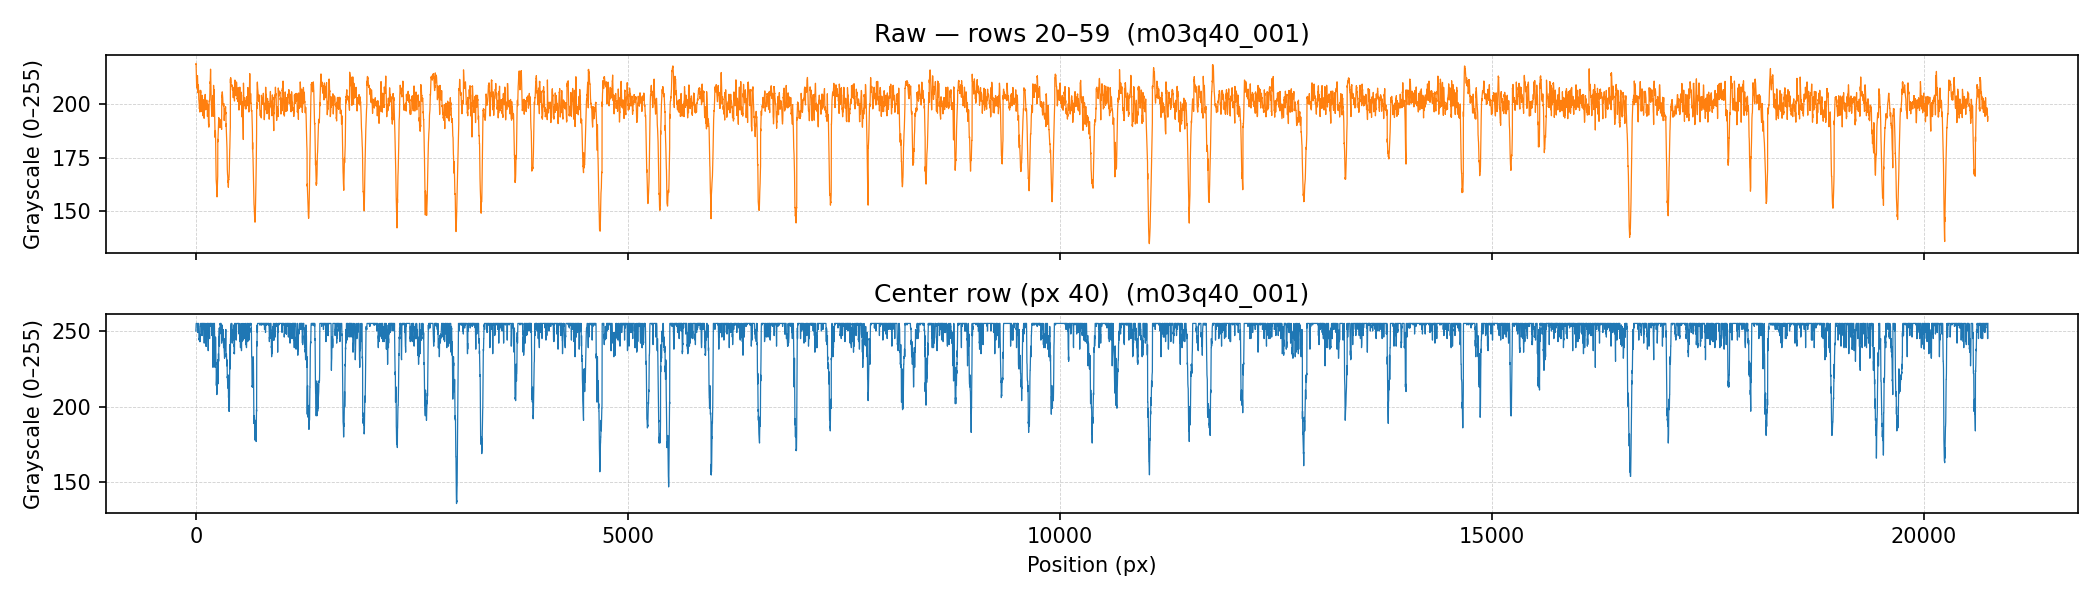 Raw — rows 20–59  (m03q40_001)
Grayscale (0–255)
200
175
150
Center row (px 40)  (m03q40_001)
Grayscale (0–255)
250
200
150
0
5000
10000
15000
20000
Position (px)